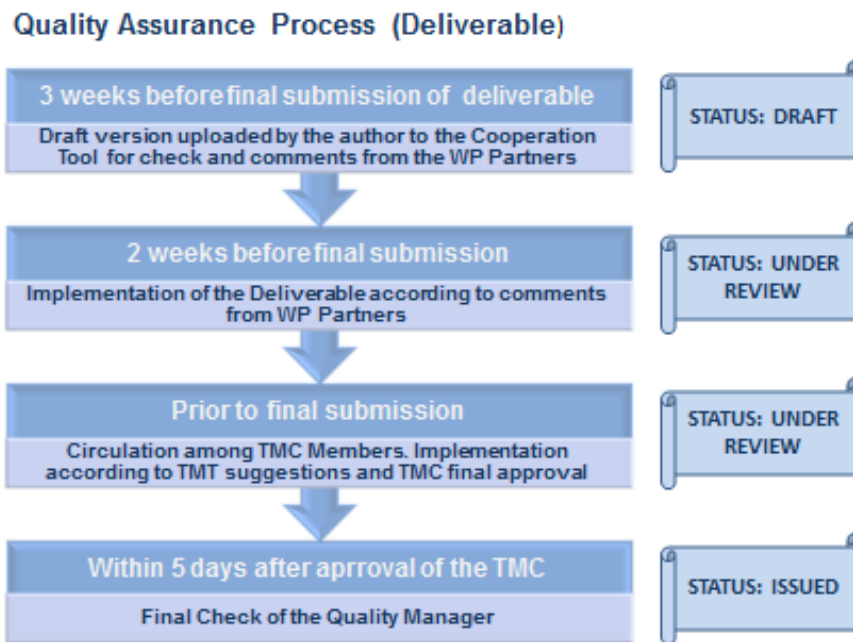 Quality Assurance Process (Deliverable)
3 weeks before final submission of deliverable
Draft version uploaded by the author to the Cooperation
Tool for check and comments from the WP Partners
STATUS: DRAFT
2 weeks before final submission
Implementation of the Deliverable according to comments
from WP Partners
STATUS: UNDER
REVIEW
Prior to final submission
Circulation among TMC Members. Implementation
according to TMT suggestions and TMC final approval
STATUS: UNDER
REVIEW
Within 5 days after aprroval of the TMC
Final Check of the Quality Manager
STATUS: ISSUED